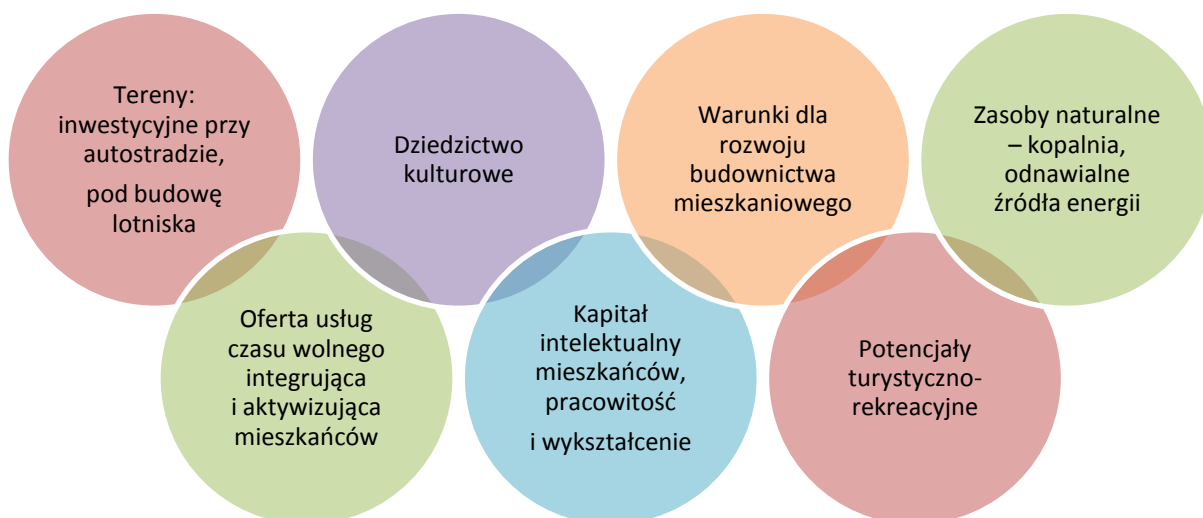 Tereny:
inwestycyjne przy
autostradzie,
pod budowę
lotniska
Dziedzictwo
kulturowe
Warunki dla
rozwoju
budownictwa
mieszkaniowego
Zasoby naturalne
– kopalnia,
odnawialne
źródła energii
Oferta usług
czasu wolnego
integrująca
i aktywizująca
mieszkańców
Kapitał
intelektualny
mieszkańców,
pracowitość
i wykształcenie
Potencjały
turystyczno-
rekreacyjne